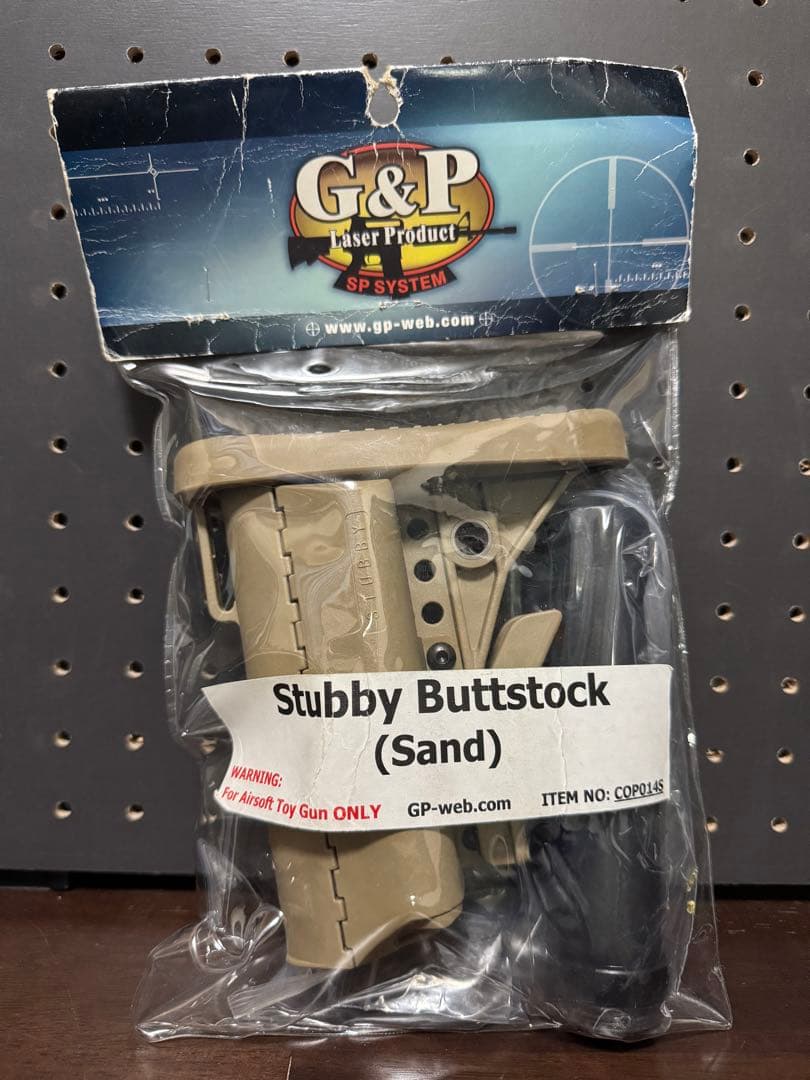 G&P
Laser Product
SP SYSTEM
www.gp-web.com
STUBBY
Stubby Buttstock
(Sand)
WARNING:
For Airsoft Toy Gun ONLY
GP-web.com
ITEM NO: COP014S